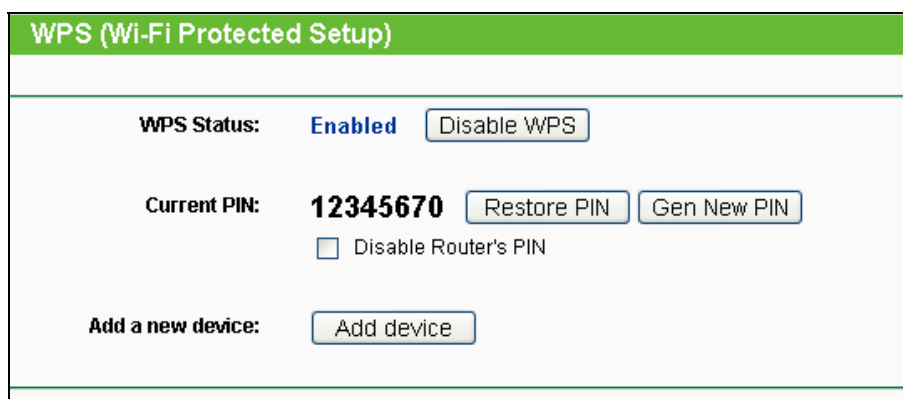 WPS (Wi-Fi Protected Setup)
WPS Status: Enabled Disable WPS
Current PIN: 12345670 Restore PIN Gen New PIN
Disable Router's PIN
Add a new device: Add device